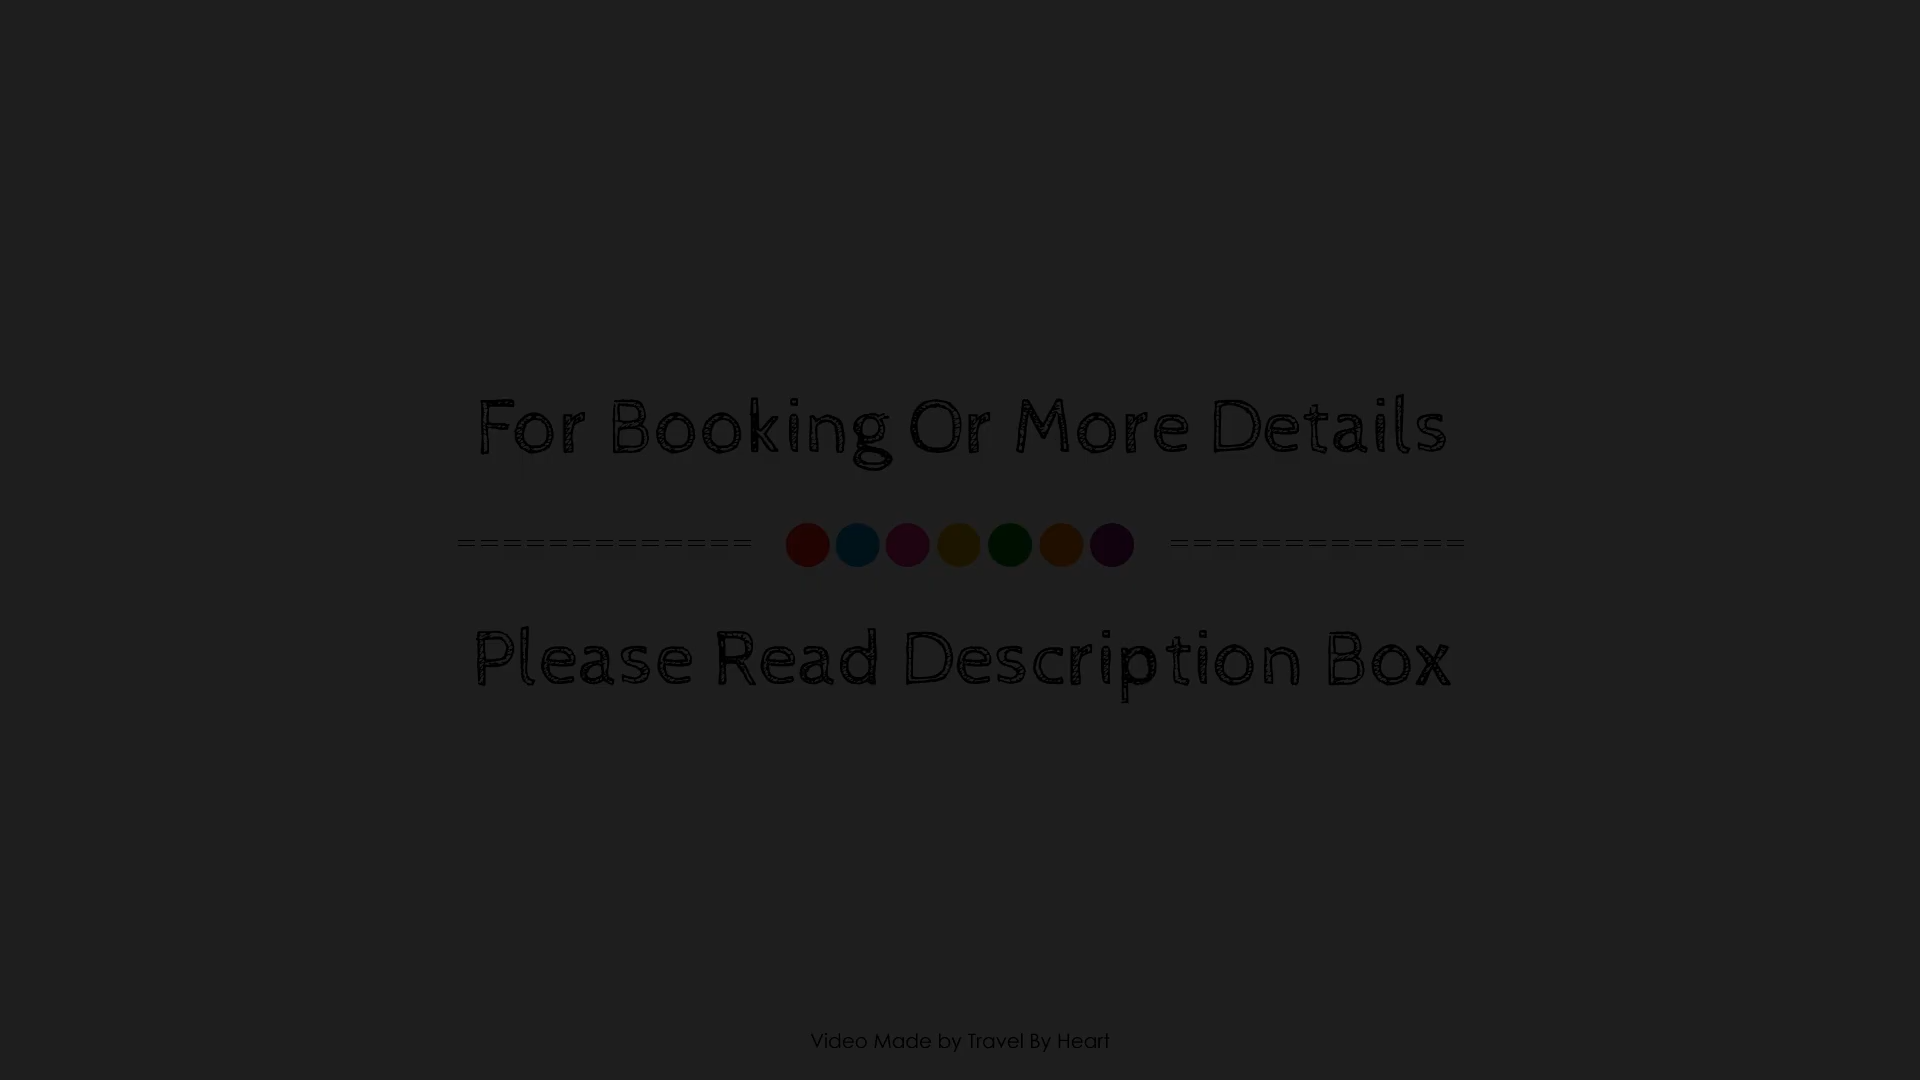 For Booking Or More Details
============= =============
Please Read Description Box
Video Made by Travel By Heart